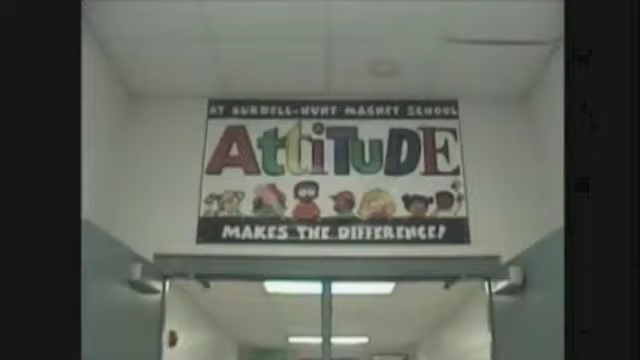 AT BURDELL-HUNT MAGNET SCHOOL
ATTiTuDE
MAKES THE DIFFERENCE!